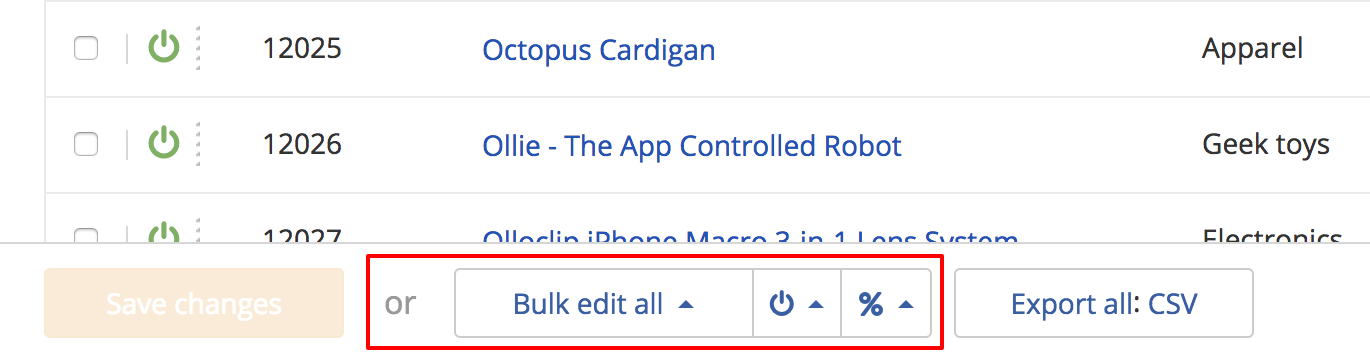 12025 Octopus Cardigan Apparel
12026 Ollie - The App Controlled Robot Geek toys
12027 Olloclip iPhone Macro 3-in-1 Lens System Electronics
Save changes or Bulk edit all % Export all: CSV